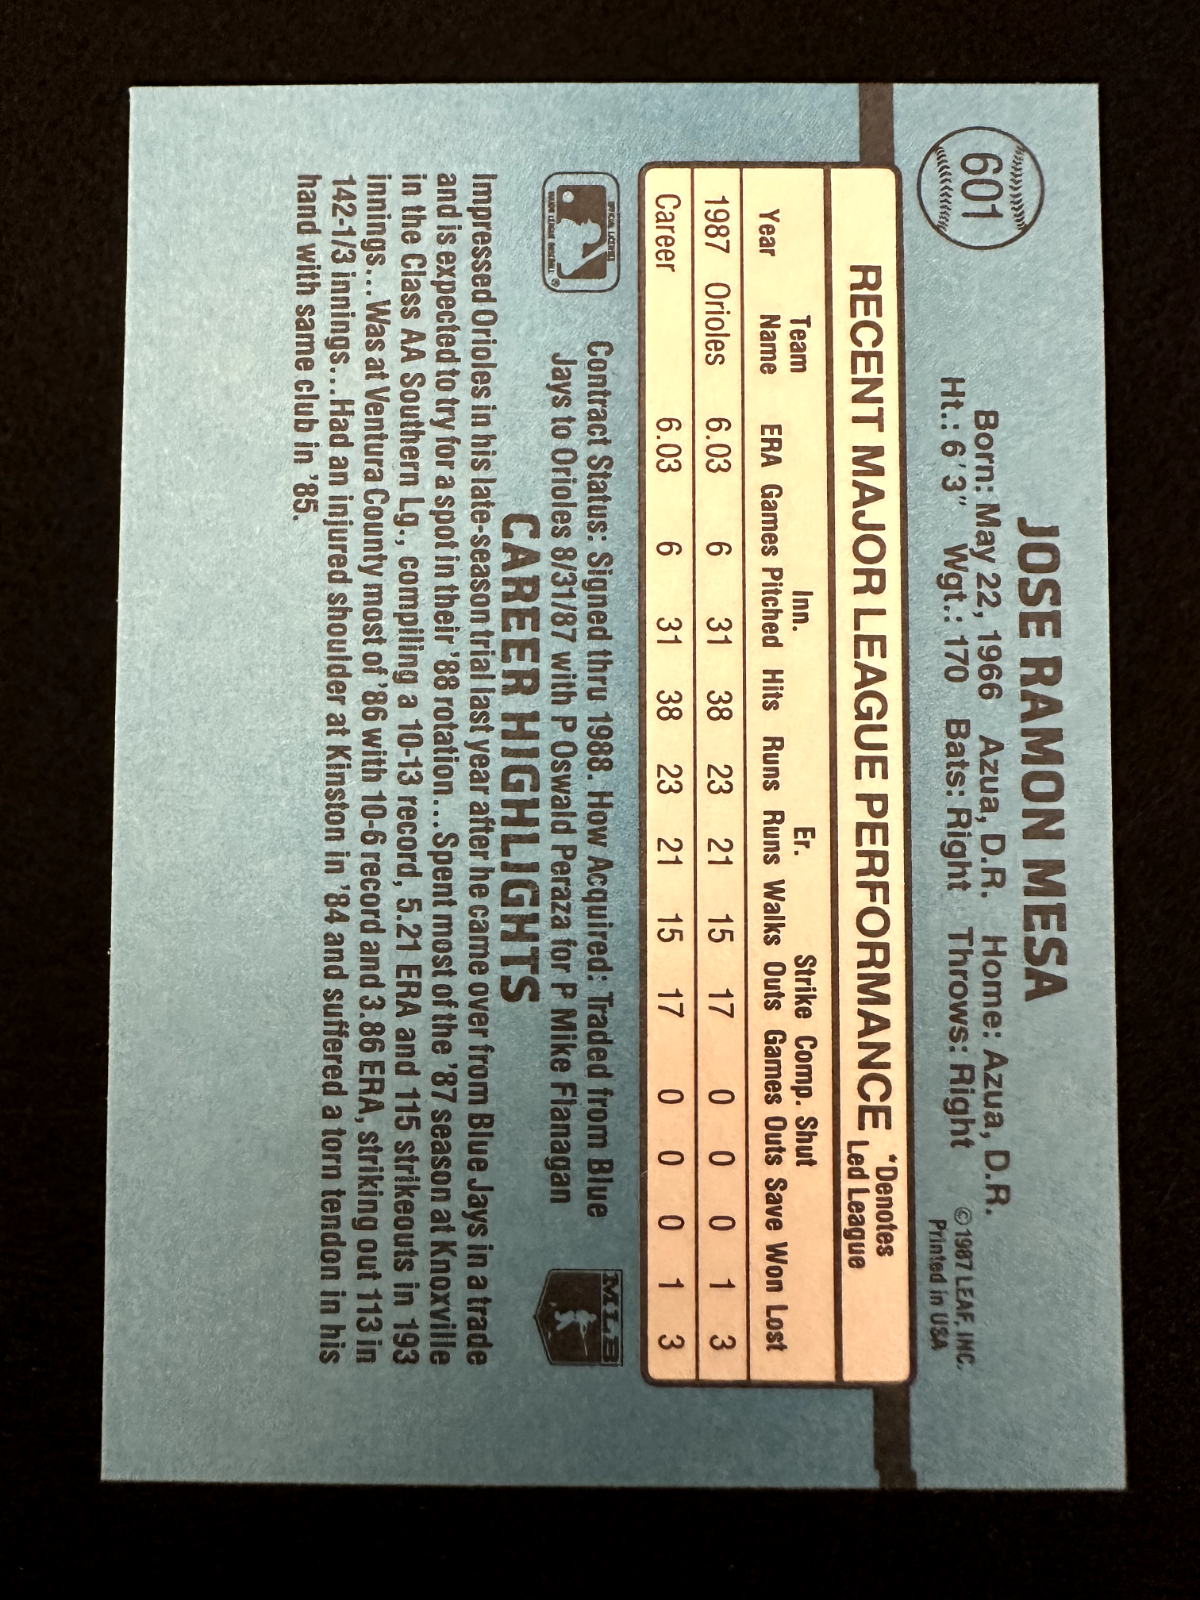 601
JOSE RAMON MESA
Born: May 22, 1966 Azua, D.R. Home: Azua, D.R.
Ht.: 6'3" Wgt.: 170 Bats: Right Throws: Right
© 1987 LEAF, INC.
Printed in USA
RECENT MAJOR LEAGUE PERFORMANCE *Denotes Led League
Year Team Name ERA Games Inn. Pitched Hits Runs Er. Runs Walks Strike Outs Comp. Games Shut Outs Save Won Lost
1987 Orioles 6.03 6 31 38 23 21 15 17 0 0 0 1 3
Career 6.03 6 31 38 23 21 15 17 0 0 0 1 3
OFFICIAL LICENSEE
MAJOR LEAGUE BASEBALL
®
Contract Status: Signed thru 1988. How Acquired: Traded from Blue
Jays to Orioles 8/31/87 with P Oswald Peraza for P Mike Flanagan
MLB
CAREER HIGHLIGHTS
Impressed Orioles in his late-season trial last year after he came over from Blue Jays in a trade
and is expected to try for a spot in their '88 rotation...Spent most of the '87 season at Knoxville
in the Class AA Southern Lg., compiling a 10-13 record, 5.21 ERA and 115 strikeouts in 193
innings...Was at Ventura County most of '86 with 10-6 record and 3.86 ERA, striking out 113 in
142-1/3 innings...Had an injured shoulder at Kinston in '84 and suffered a torn tendon in his
hand with same club in '85.